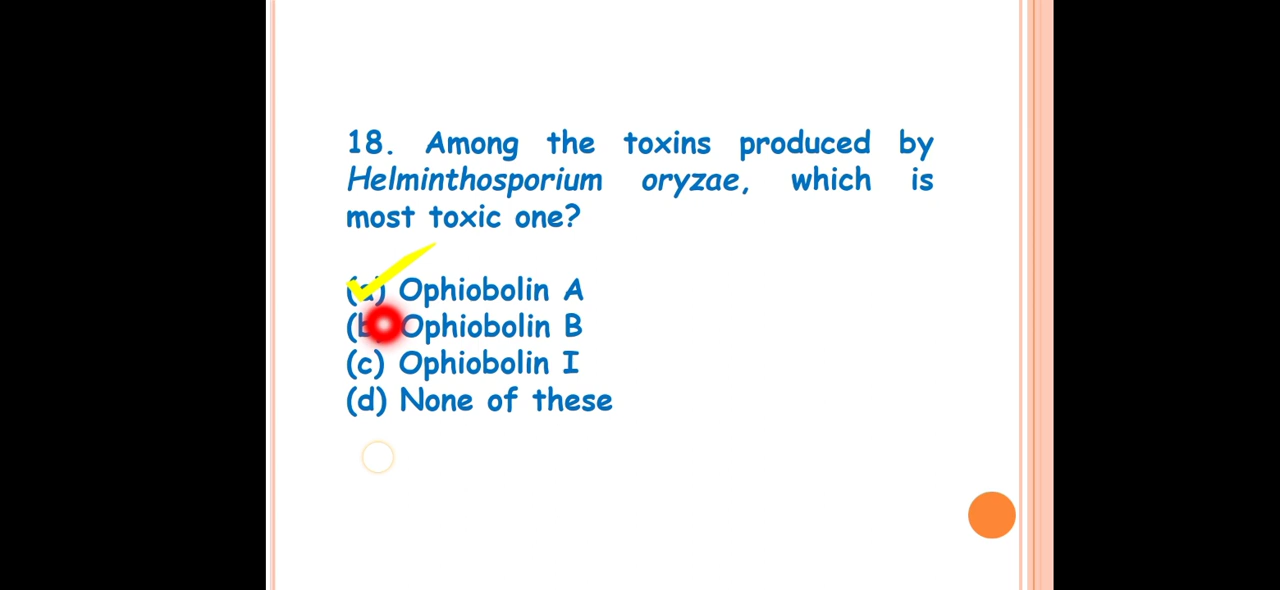 18. Among the toxins produced by
Helminthosporium oryzae, which is
most toxic one?
(a) Ophiobolin A
(b) Ophiobolin B
(c) Ophiobolin I
(d) None of these